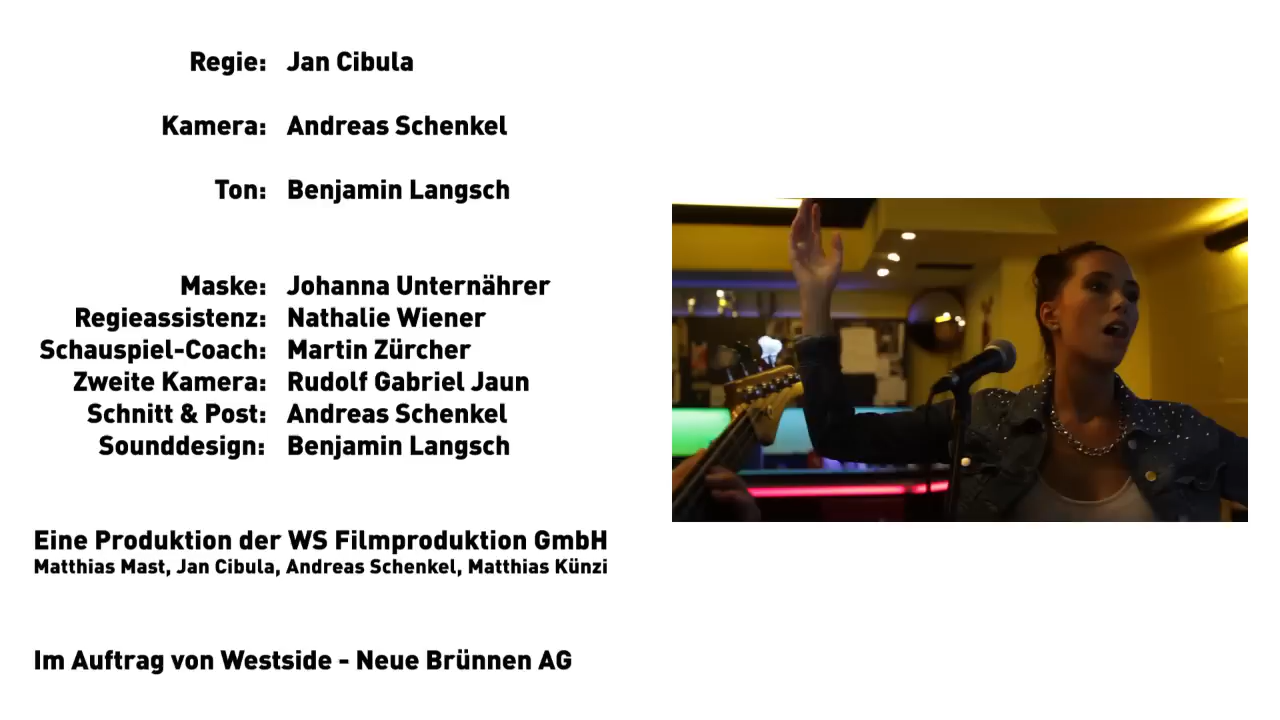 Regie: Jan Cibula
Kamera: Andreas Schenkel
Ton: Benjamin Langsch
Maske: Johanna Unternährer
Regieassistenz: Nathalie Wiener
Schauspiel-Coach: Martin Zürcher
Zweite Kamera: Rudolf Gabriel Jaun
Schnitt & Post: Andreas Schenkel
Sounddesign: Benjamin Langsch
Eine Produktion der WS Filmproduktion GmbH
Matthias Mast, Jan Cibula, Andreas Schenkel, Matthias Künzi
Im Auftrag von Westside - Neue Brünnen AG